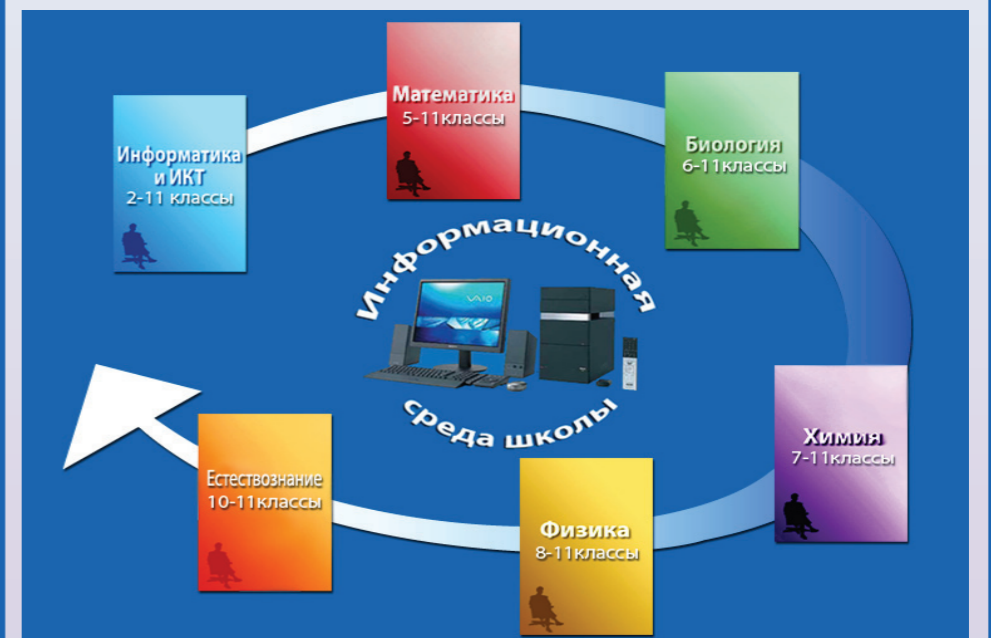 Информатика
и ИКТ
2-11 классы
Математика
5-11классы
Биология
6-11классы
Информационная
VAIO
среда школы
Химия
7-11классы
Физика
8-11классы
Естествознание
10-11классы